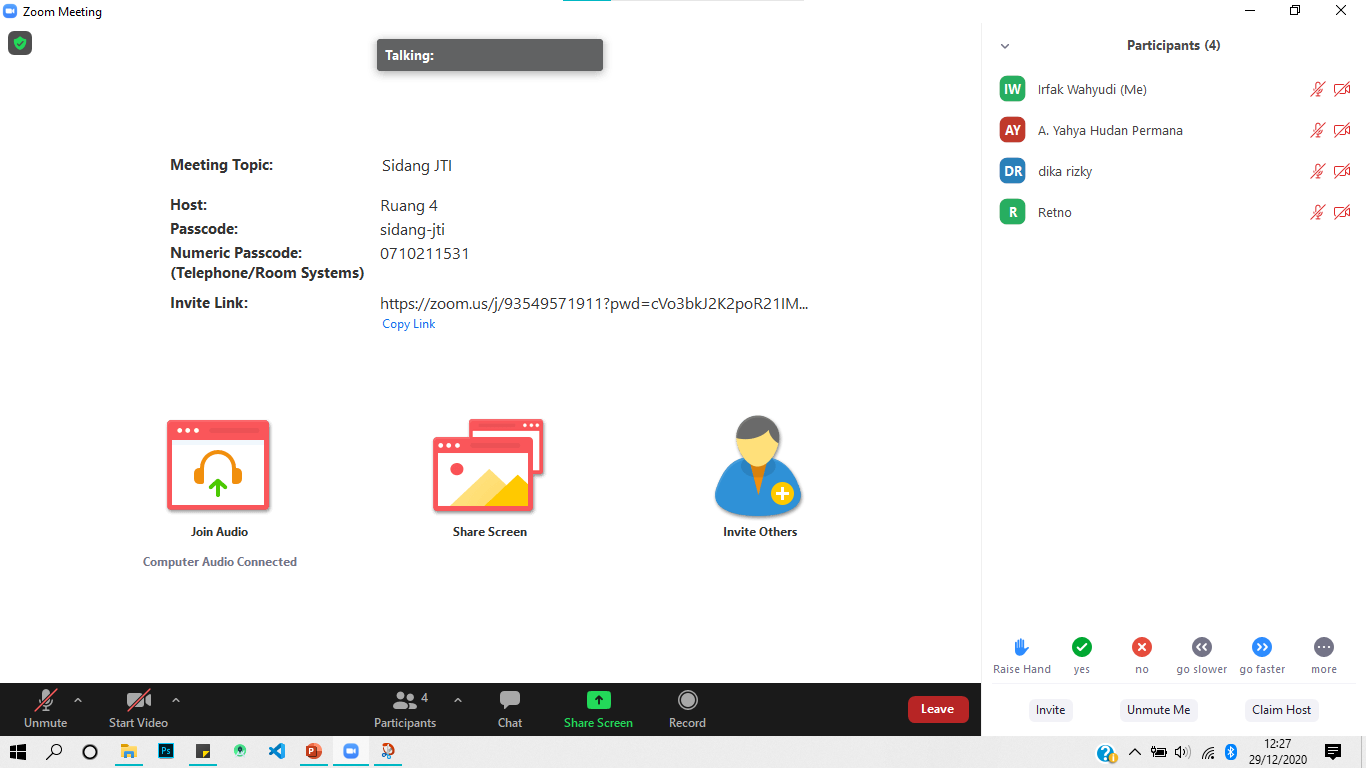 Zoom Meeting
Talking:
Meeting Topic: Sidang JTI
Host: Ruang 4
Passcode: sidang-jti
Numeric Passcode: 0710211531
(Telephone/Room Systems)
Invite Link: https://zoom.us/j/93549571911?pwd=cVo3bkJ2K2poR21IM...
Copy Link
Join Audio
Computer Audio Connected
Share Screen
Invite Others
Participants (4)
IW Irfak Wahyudi (Me)
AY A. Yahya Hudan Permana
DR dika rizky
R Retno
Raise Hand yes no go slower go faster more
Invite Unmute Me Claim Host
Unmute Start Video Participants 4 Chat Share Screen Record Leave
Ps
P
12:27
29/12/2020